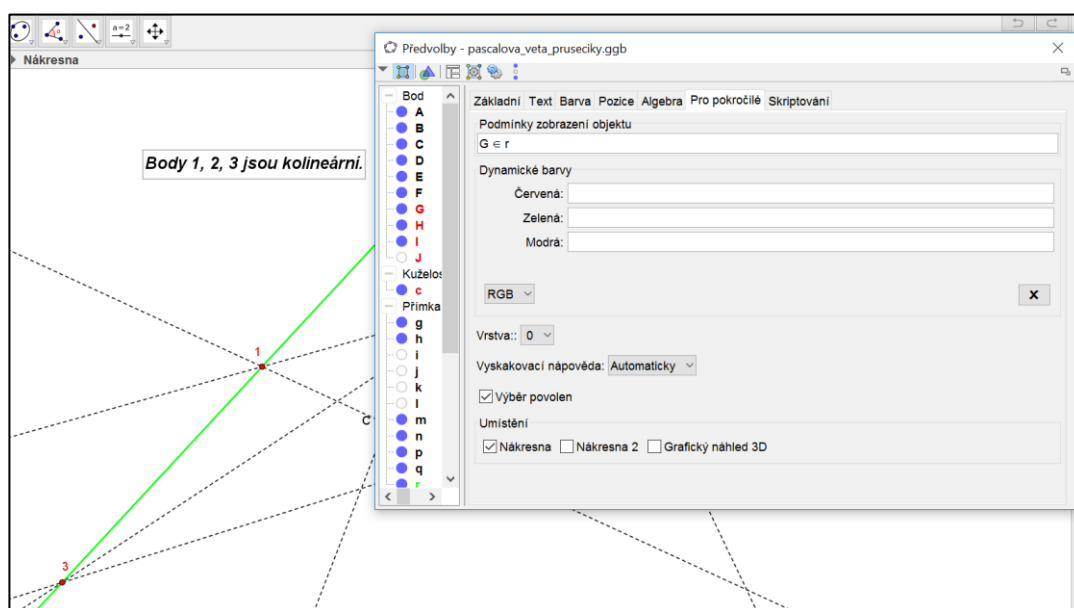 a=2
Nákresna
Body 1, 2, 3 jsou kolineární.
1
C
3
Předvolby - pascalova_veta_pruseciky.ggb
Bod
A
B
C
D
E
F
G
H
I
J
Kuželos
c
Přímka
g
h
i
j
k
l
m
n
p
q
r
Základní Text Barva Pozice Algebra Pro pokročilé Skriptování
Podmínky zobrazení objektu
G ∈ r
Dynamické barvy
Červená:
Zelená:
Modrá:
RGB
x
Vrstva:: 0
Vyskakovací nápověda: Automaticky
Výběr povolen
Umístění
Nákresna Nákresna 2 Grafický náhled 3D